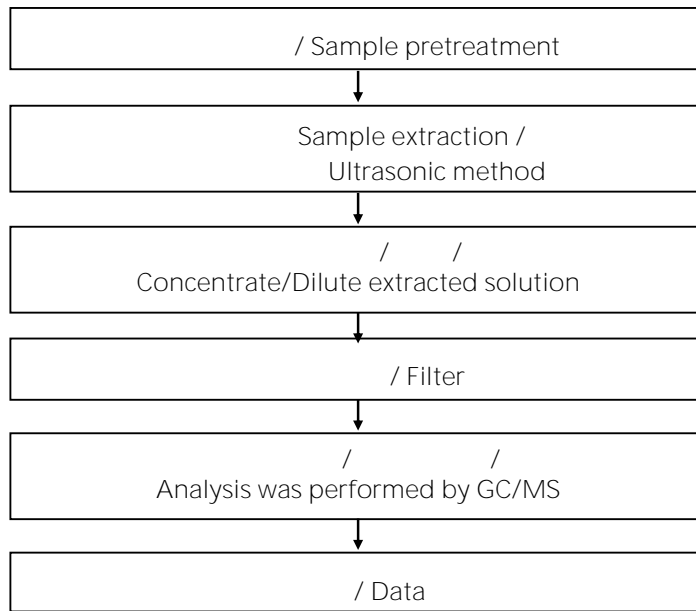 / Sample pretreatment
Sample extraction /
Ultrasonic method
/ /
Concentrate/Dilute extracted solution
/ Filter
/ /
Analysis was performed by GC/MS
/ Data